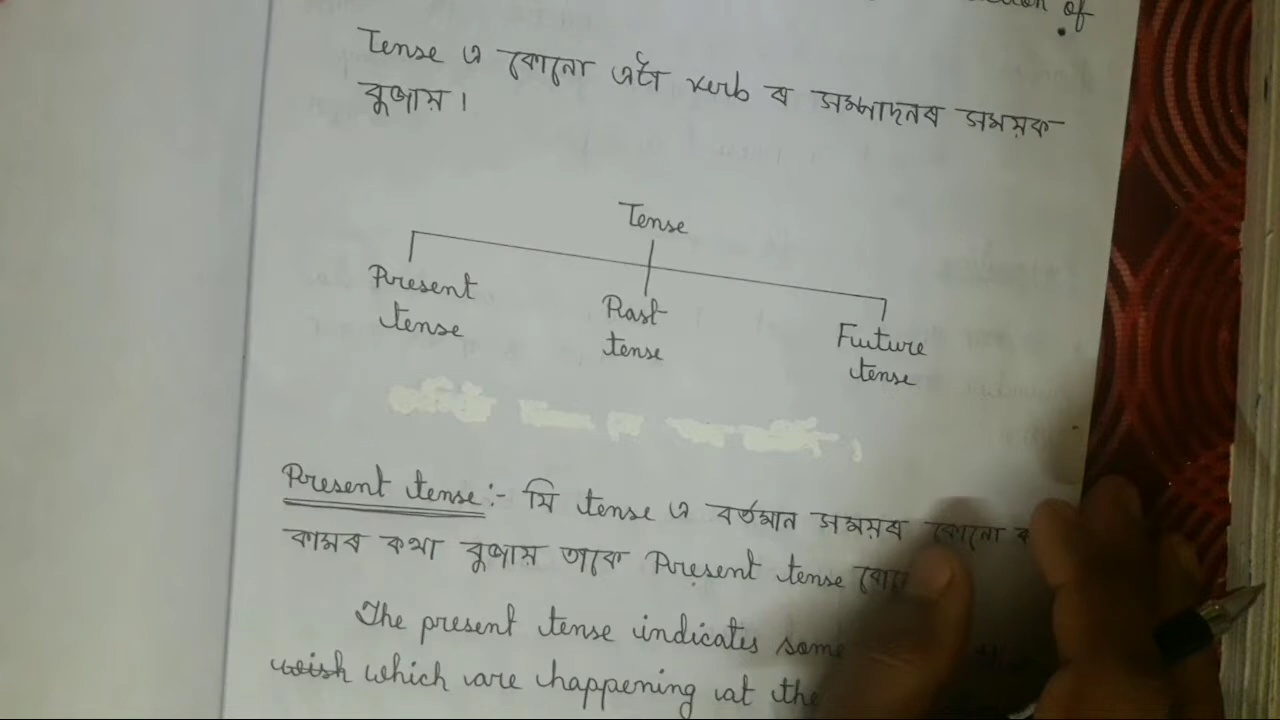 of
Tense এ কোনো এটা verb ৰ সম্পাদনৰ সময়ক
বুজায়।
Tense
Present
tense
Past
tense
Future
tense
Present tense:- যি tense এ বৰ্তমান সময়ৰ কোনো
কামৰ কথা বুজায় তাকে Present tense
The present tense indicates some
wish which are happening at the